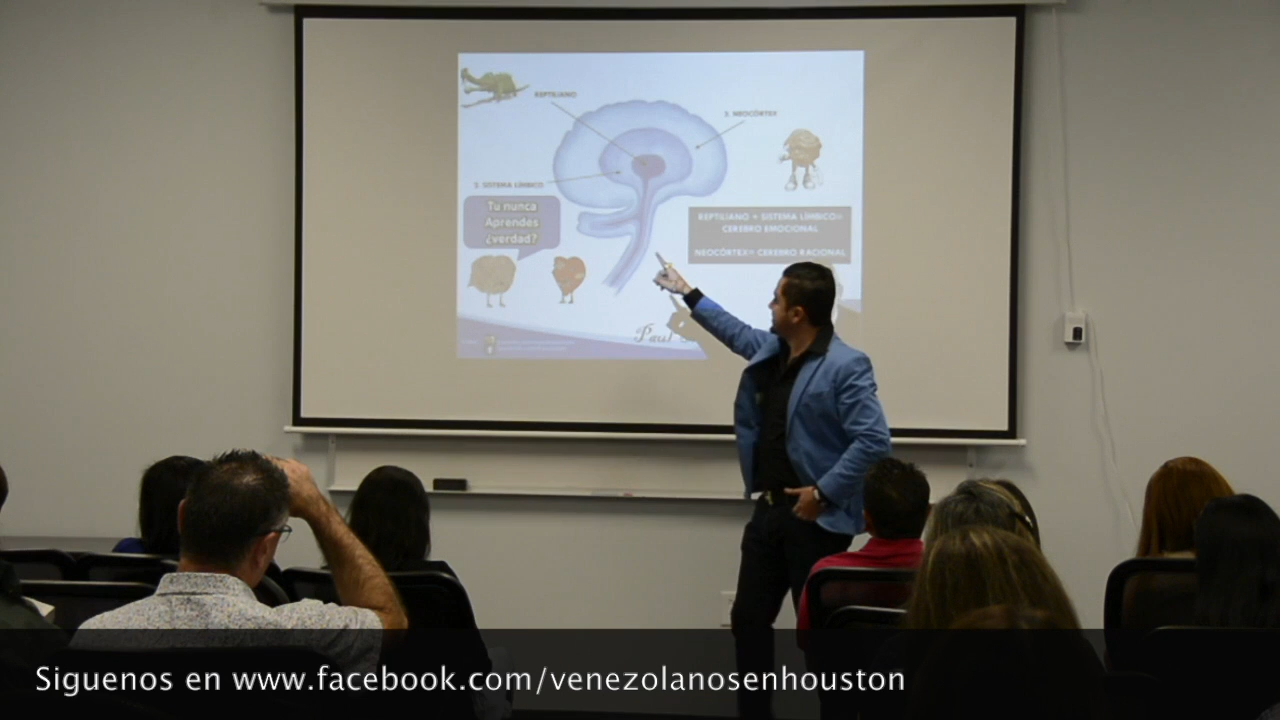 REPTILIANO
3. NEOCÓRTEX
2. SISTEMA LÍMBICO
Tu nunca
Aprendes
¿verdad?
REPTILIANO + SISTEMA LÍMBICO=
CEREBRO EMOCIONAL
NEOCÓRTEX= CEREBRO RACIONAL
Paul
Siguenos en www.facebook.com/venezolanosenhouston